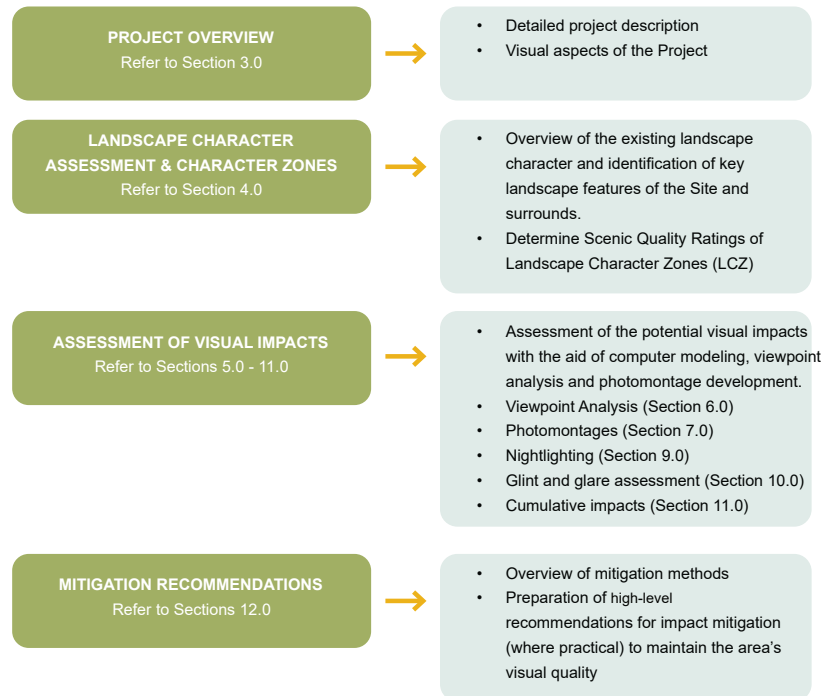 PROJECT OVERVIEW
Refer to Section 3.0
• Detailed project description
• Visual aspects of the Project
LANDSCAPE CHARACTER
ASSESSMENT & CHARACTER ZONES
Refer to Section 4.0
• Overview of the existing landscape
character and identification of key
landscape features of the Site and
surrounds.
• Determine Scenic Quality Ratings of
Landscape Character Zones (LCZ)
ASSESSMENT OF VISUAL IMPACTS
Refer to Sections 5.0 - 11.0
• Assessment of the potential visual impacts
with the aid of computer modeling, viewpoint
analysis and photomontage development.
• Viewpoint Analysis (Section 6.0)
• Photomontages (Section 7.0)
• Nightlighting (Section 9.0)
• Glint and glare assessment (Section 10.0)
• Cumulative impacts (Section 11.0)
MITIGATION RECOMMENDATIONS
Refer to Sections 12.0
• Overview of mitigation methods
• Preparation of high-level
recommendations for impact mitigation
(where practical) to maintain the area's
visual quality